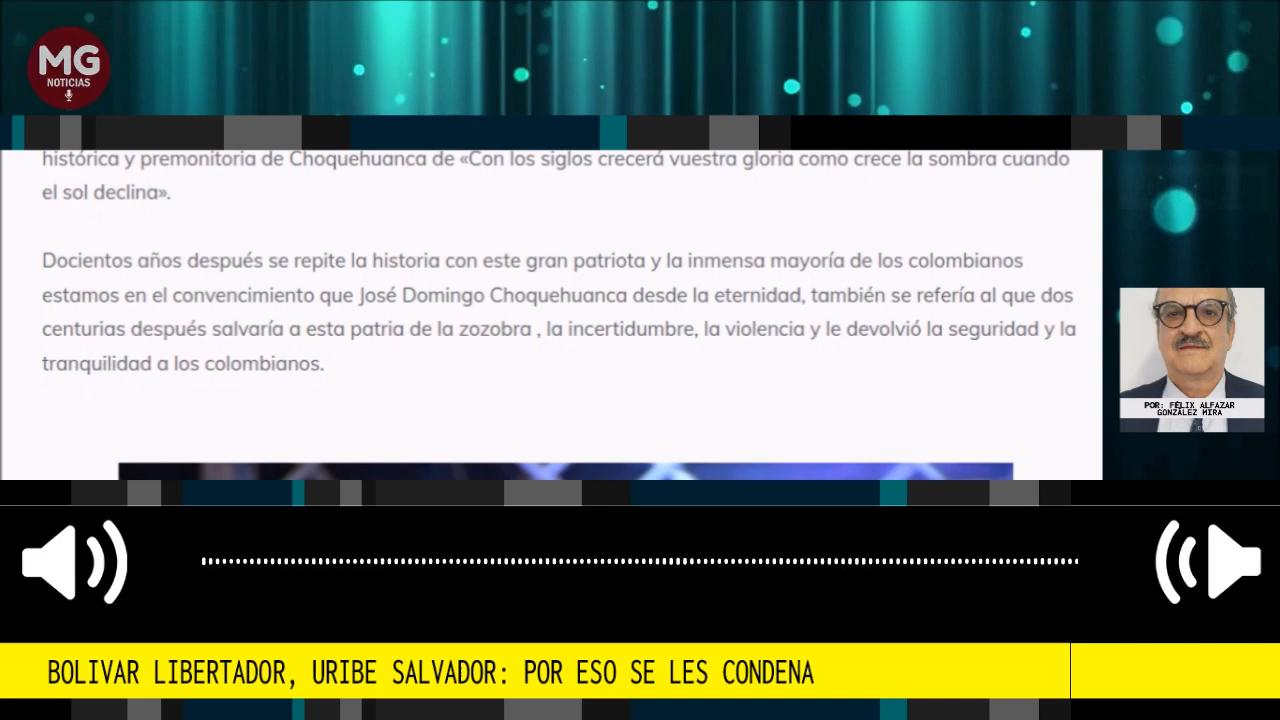 MG
NOTICIAS
histórica y premonitoria de Choquehuanca de «Con los siglos crecerá vuestra gloria como crece la sombra cuando
el sol declina».
Docientos años después se repite la historia con este gran patriota y la inmensa mayoría de los colombianos
estamos en el convencimiento que José Domingo Choquehuanca desde la eternidad, también se refería al que dos
centurias después salvaría a esta patria de la zozobra , la incertidumbre, la violencia y le devolvió la seguridad y la
tranquilidad a los colombianos.
POR: FÉLIX ALFAZAR
GONZÁLEZ MIRA
BOLIVAR LIBERTADOR, URIBE SALVADOR: POR ESO SE LES CONDENA